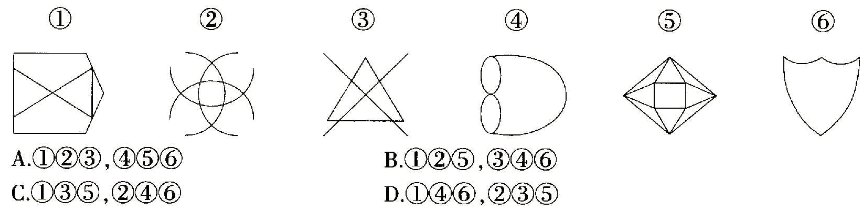 ① ② ③ ④ ⑤ ⑥
A.①②③,④⑤⑥ B.①②⑤,③④⑥
C.①③⑤,②④⑥ D.①④⑥,②③⑤